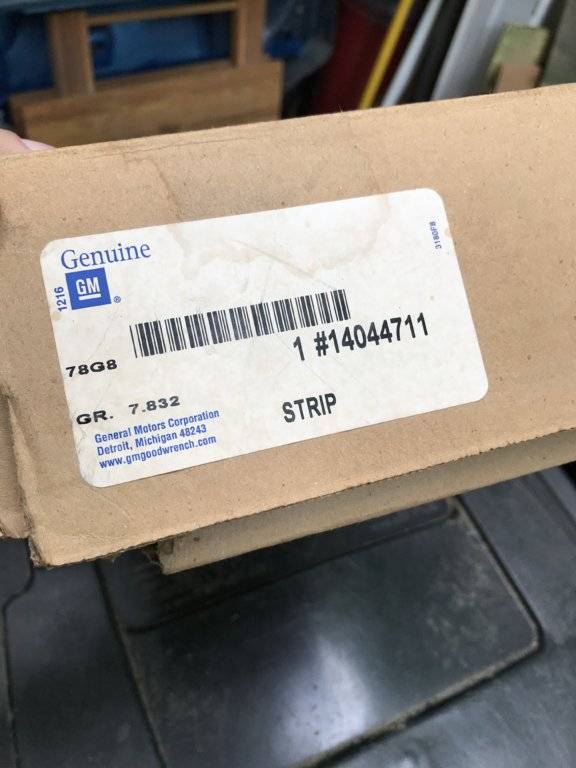 Genuine
GM
®
1216
3180FB
78G8
1 #14044711
GR. 7.832
STRIP
General Motors Corporation
Detroit, Michigan 48243
www.gmgoodwrench.com